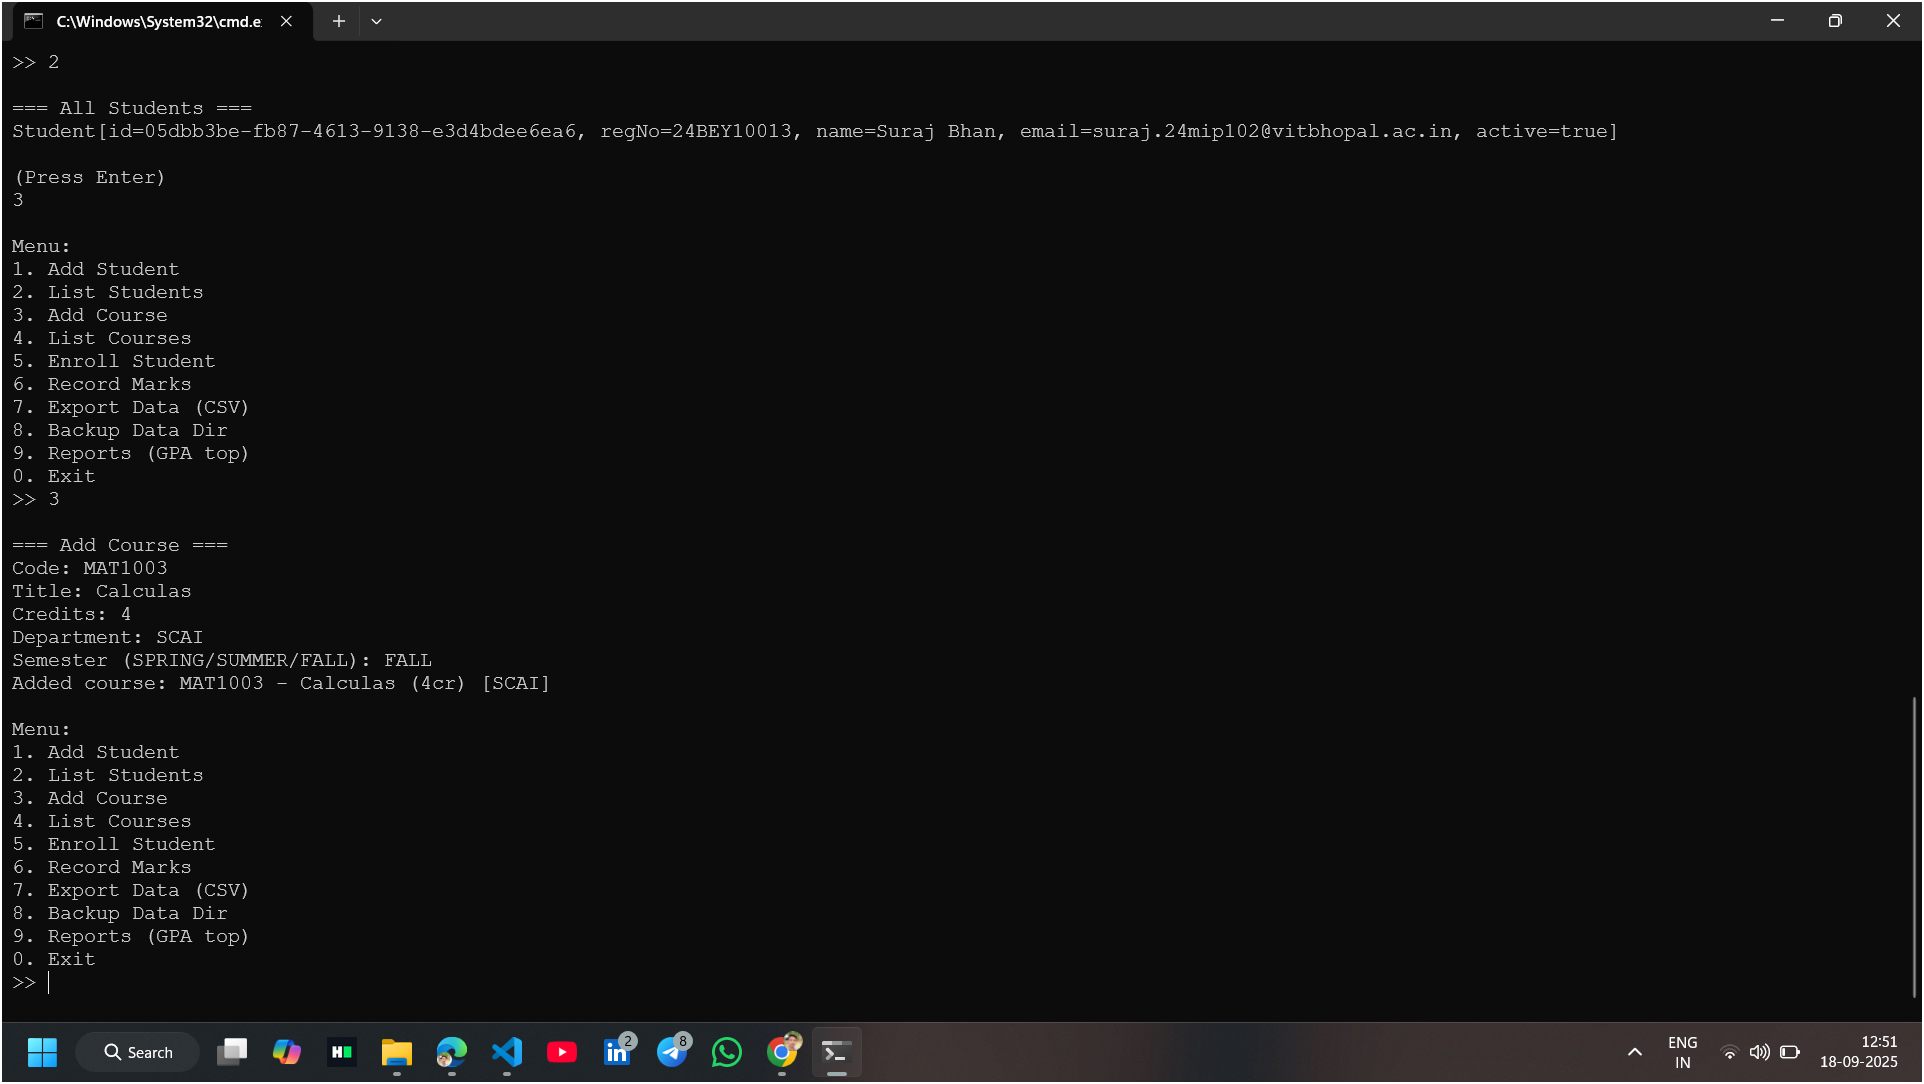 C:\Windows\System32\cmd.e
>> 2
=== All Students ===
Student[id=05dbb3be-fb87-4613-9138-e3d4bdee6ea6, regNo=24BEY10013, name=Suraj Bhan, email=suraj.24mip102@vitbhopal.ac.in, active=true]
(Press Enter)
3
Menu:
1. Add Student
2. List Students
3. Add Course
4. List Courses
5. Enroll Student
6. Record Marks
7. Export Data (CSV)
8. Backup Data Dir
9. Reports (GPA top)
0. Exit
>> 3
=== Add Course ===
Code: MAT1003
Title: Calculas
Credits: 4
Department: SCAI
Semester (SPRING/SUMMER/FALL): FALL
Added course: MAT1003 - Calculas (4cr) [SCAI]
Menu:
1. Add Student
2. List Students
3. Add Course
4. List Courses
5. Enroll Student
6. Record Marks
7. Export Data (CSV)
8. Backup Data Dir
9. Reports (GPA top)
0. Exit
>>
Search
H
in
2
8
ENG
IN
12:51
18-09-2025